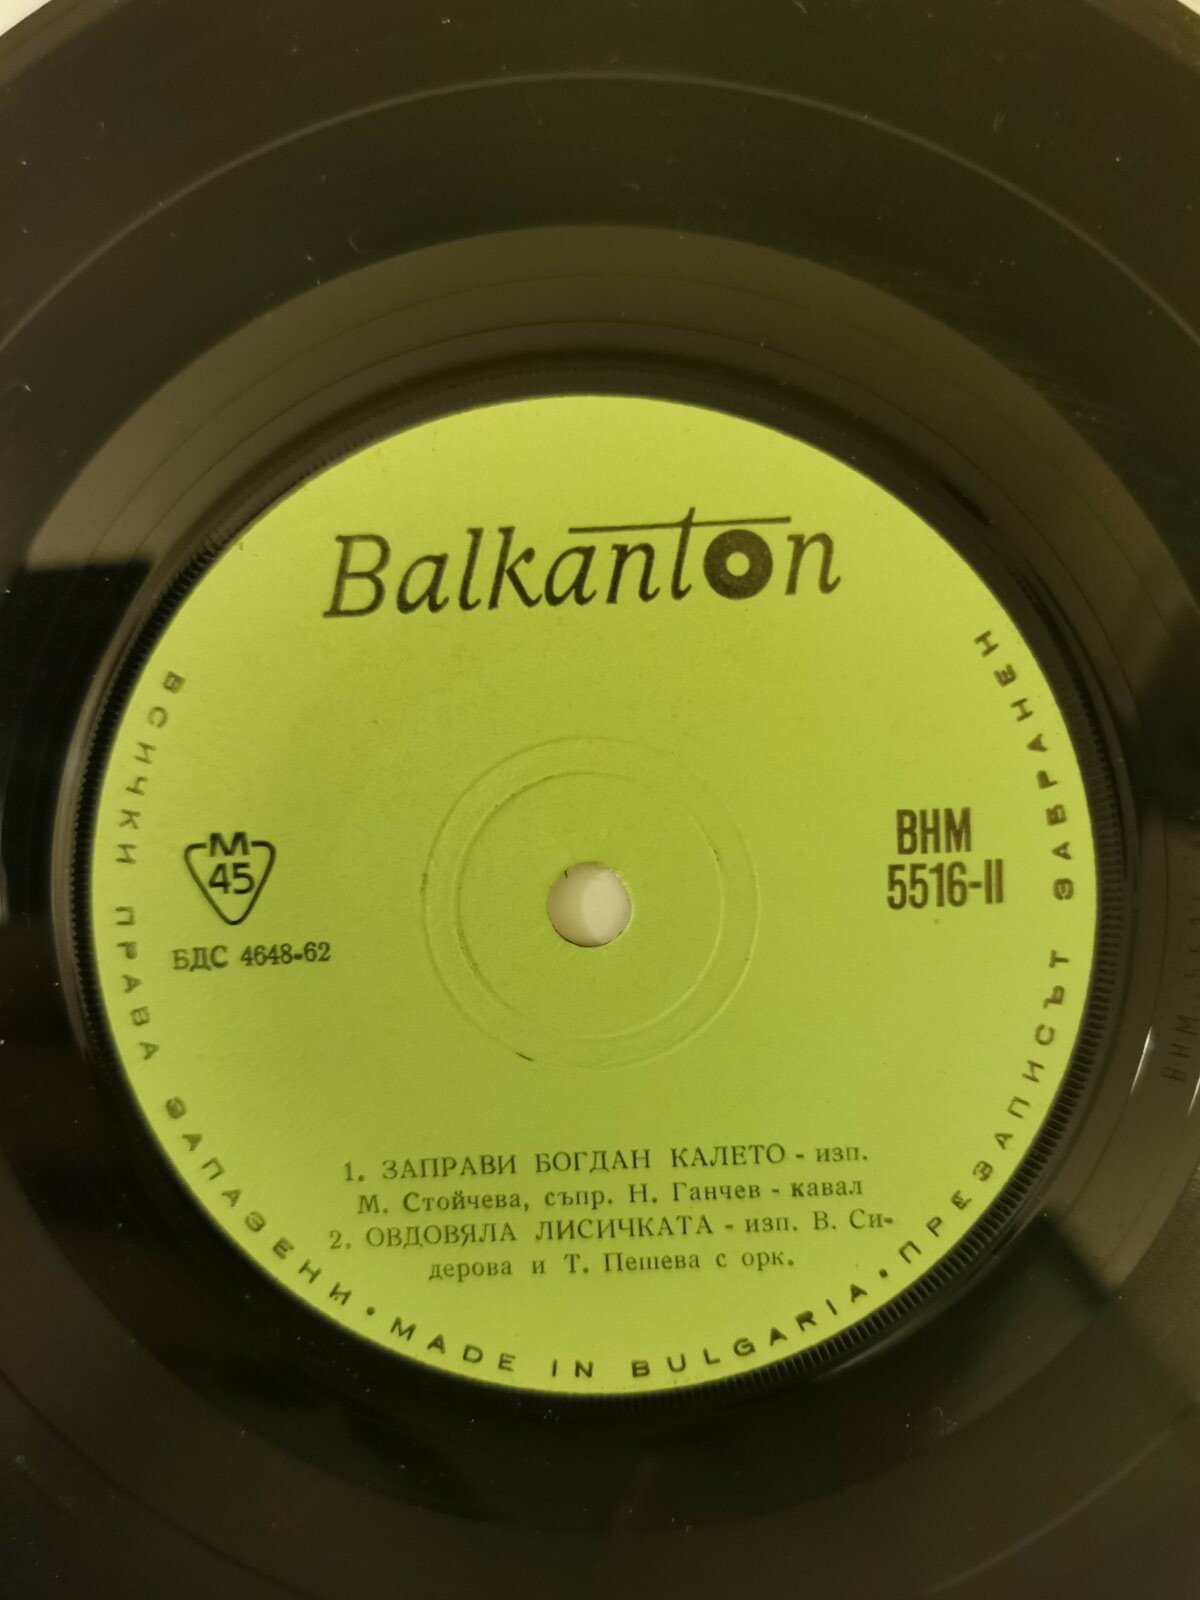 Balkanton
М
45
БДС 4648-62
ВНМ
5516-II
1. ЗАПРАВИ БОГДАН КАЛЕТО - изп.
М. Стойчева, съпр. Н. Ганчев - кавал
2. ОВДОВЯЛА ЛИСИЧКАТА - изп. В. Си-
дерова и Т. Пешева с орк.
ВСИЧКИ ПРАВА ЗАПАЗЕНИ • MADE IN BULGARIA • ПРЕЗАПИСЪТ ЗАБРАНЕН